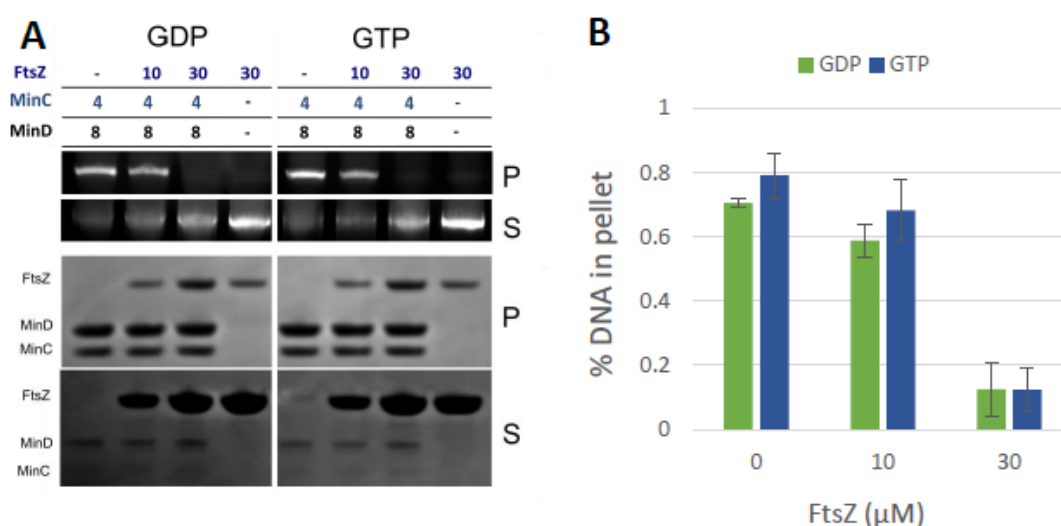 A
GDP GTP
FtsZ - 10 30 30 - 10 30 30
MinC 4 4 4 - 4 4 4 -
MinD 8 8 8 - 8 8 8 -
P
S
FtsZ
MinD
MinC
P
FtsZ
MinD
MinC
S
B
GDP GTP
% DNA in pellet
1
0.8
0.6
0.4
0.2
0
0 10 30
FtsZ (μM)